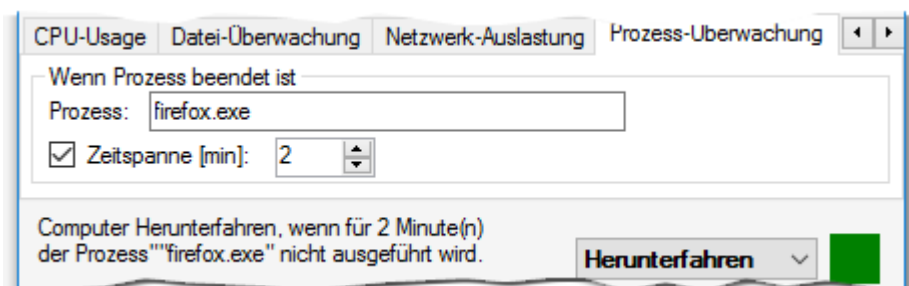 CPU-Usage Datei-Überwachung Netzwerk-Auslastung Prozess-Überwachung
Wenn Prozess beendet ist
Prozess: firefox.exe
Zeitspanne [min]: 2
Computer Herunterfahren, wenn für 2 Minute(n)
der Prozess""firefox.exe" nicht ausgeführt wird.
Herunterfahren